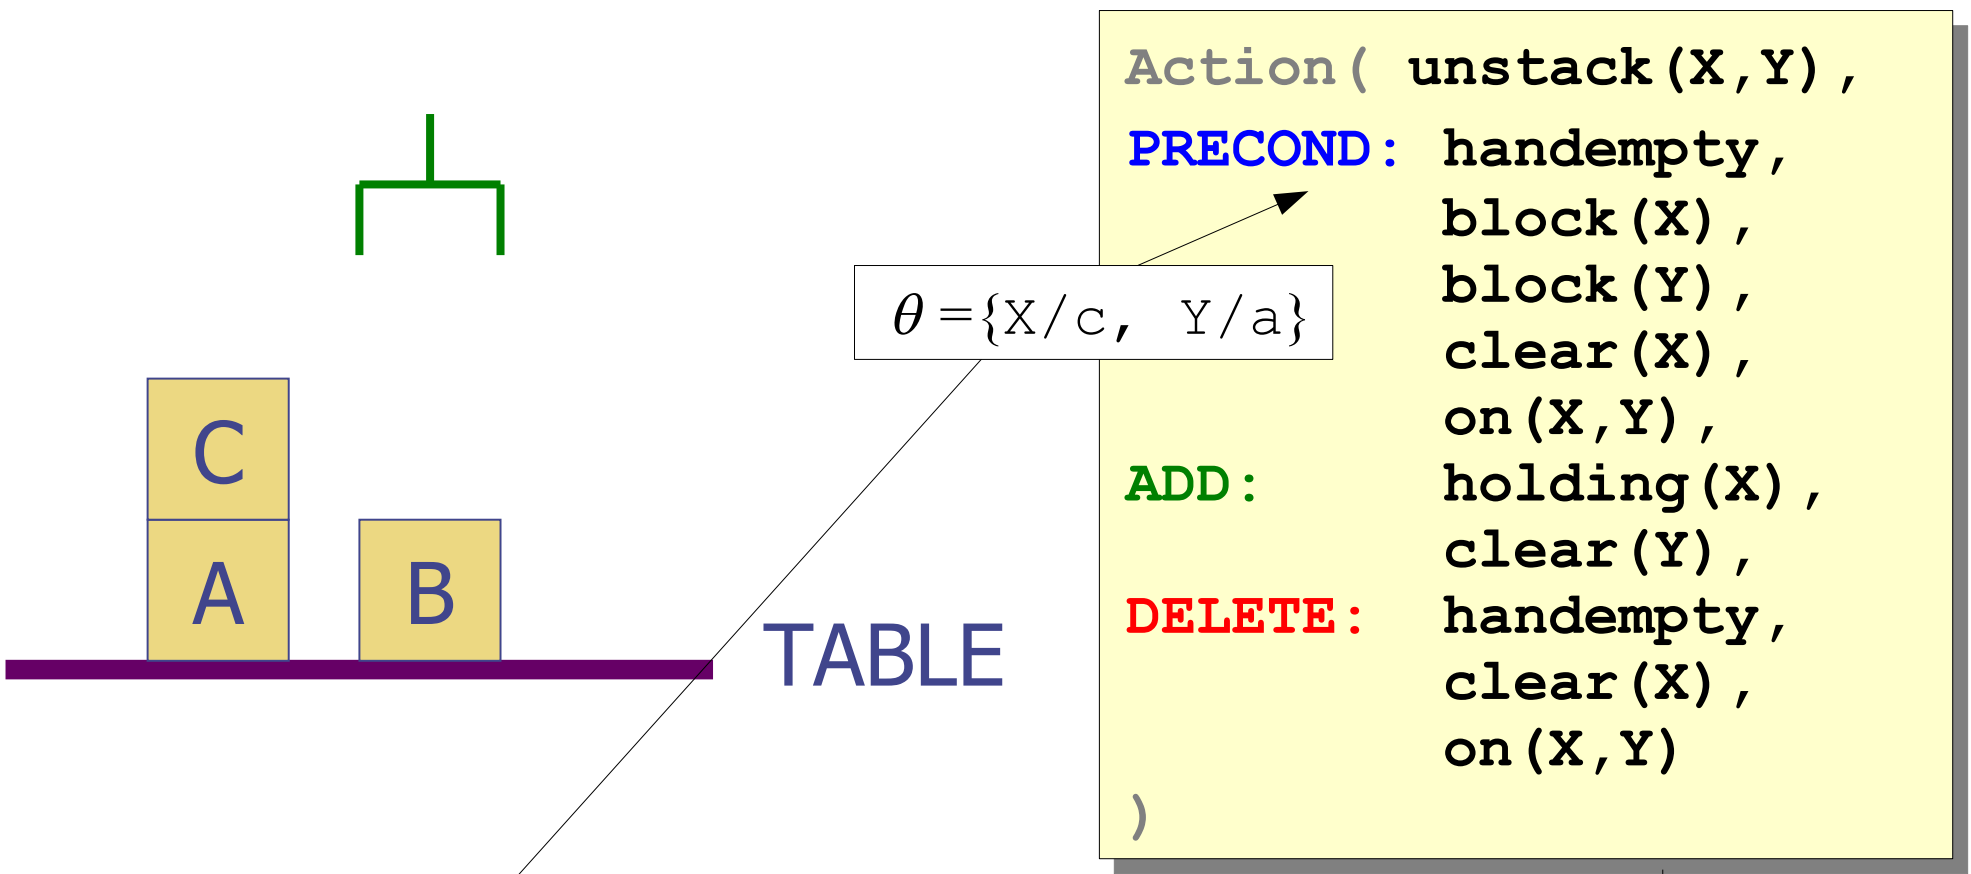 C
A
B
TABLE
θ={X/c, Y/a}
Action( unstack(X,Y),
PRECOND: handempty,
block(X),
block(Y),
clear(X),
on(X,Y),
ADD: holding(X),
clear(Y),
DELETE: handempty,
clear(X),
on(X,Y)
)